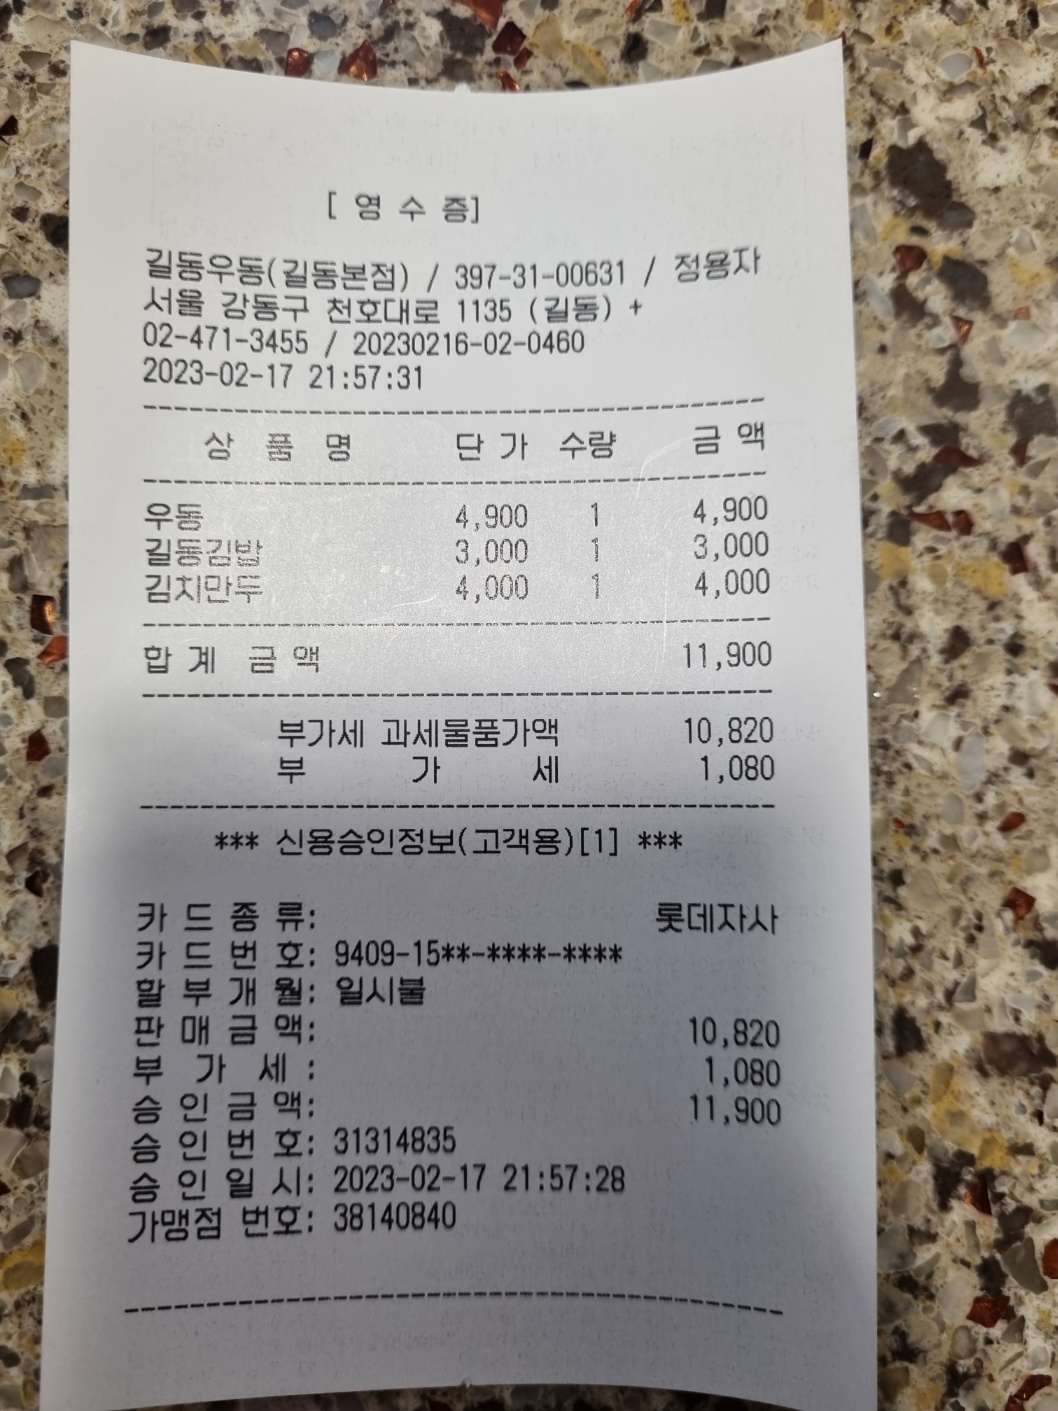 [ 영 수 증]
길동우동(길동본점) / 397-31-00631 / 정용자
서울 강동구 천호대로 1135 (길동) +
02-471-3455 / 20230216-02-0460
2023-02-17 21:57:31
상 품 명 단 가 수량 금 액
우동 4,900 1 4,900
길동김밥 3,000 1 3,000
김치만두 4,000 1 4,000
합 계 금 액 11,900
부가세 과세물품가액 10,820
부 가 세 1,080
*** 신용승인정보(고객용)[1] ***
카 드 종 류: 롯데자사
카 드 번 호: 9409-15**-****-****
할 부 개 월: 일시불
판 매 금 액: 10,820
부 가 세 : 1,080
승 인 금 액: 11,900
승 인 번 호: 31314835
승 인 일 시: 2023-02-17 21:57:28
가맹점 번호: 38140840